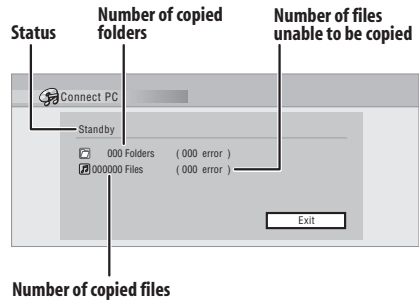 Status
Number of copied
folders
Number of files
unable to be copied
Connect PC
Standby
000 Folders ( 000 error )
000000 Files ( 000 error )
Exit
Number of copied files